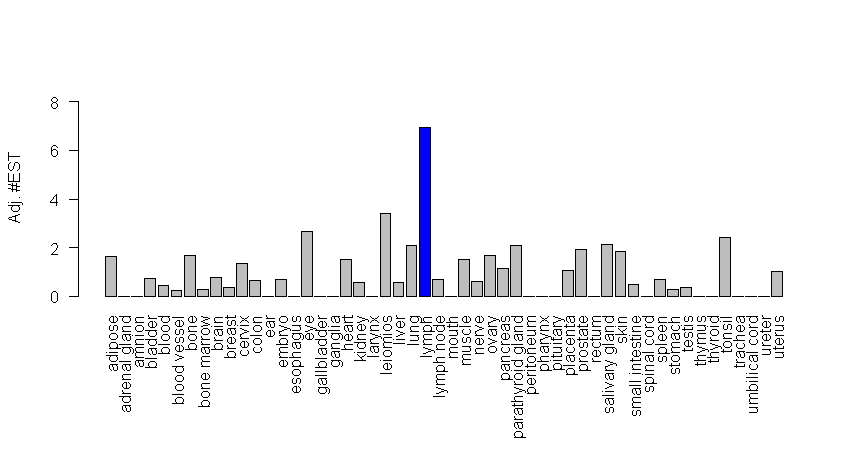 8
6
4
2
0
Adj. #EST
adipose
adrenal gland
amnion
bladder
blood
blood vessel
bone
bone marrow
brain
breast
cervix
colon
ear
embryo
esophagus
eye
gallbladder
ganglia
heart
kidney
larynx
leiomios
liver
lung
lymph
lymph node
mouth
muscle
nerve
ovary
pancreas
parathyroid gland
peritoneum
pharynx
pituitary
placenta
prostate
rectum
salivary gland
skin
small intestine
spinal cord
spleen
stomach
testis
thymus
thyroid
tonsil
trachea
umbilical cord
ureter
uterus